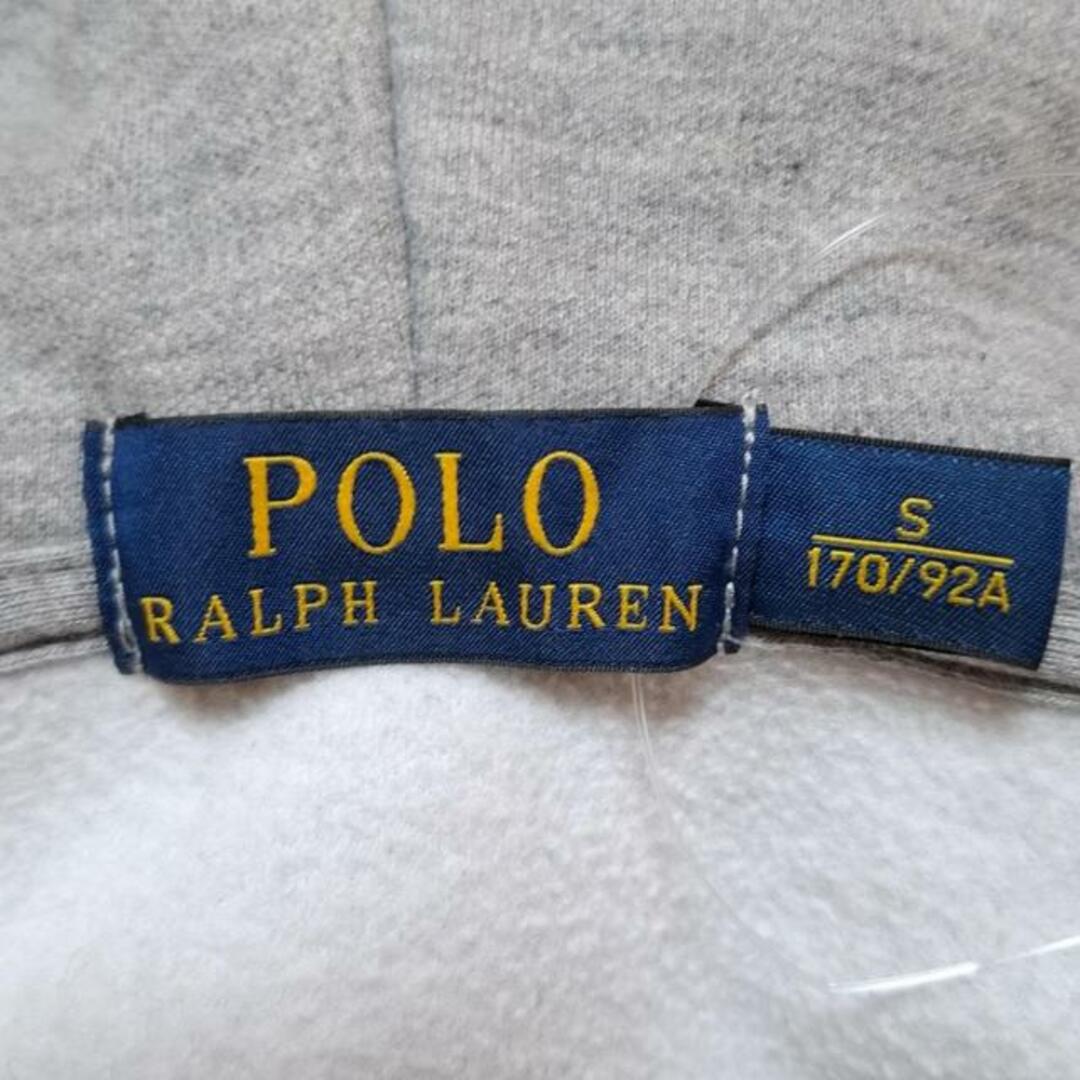 POLO
RALPH LAUREN
S
170/92A